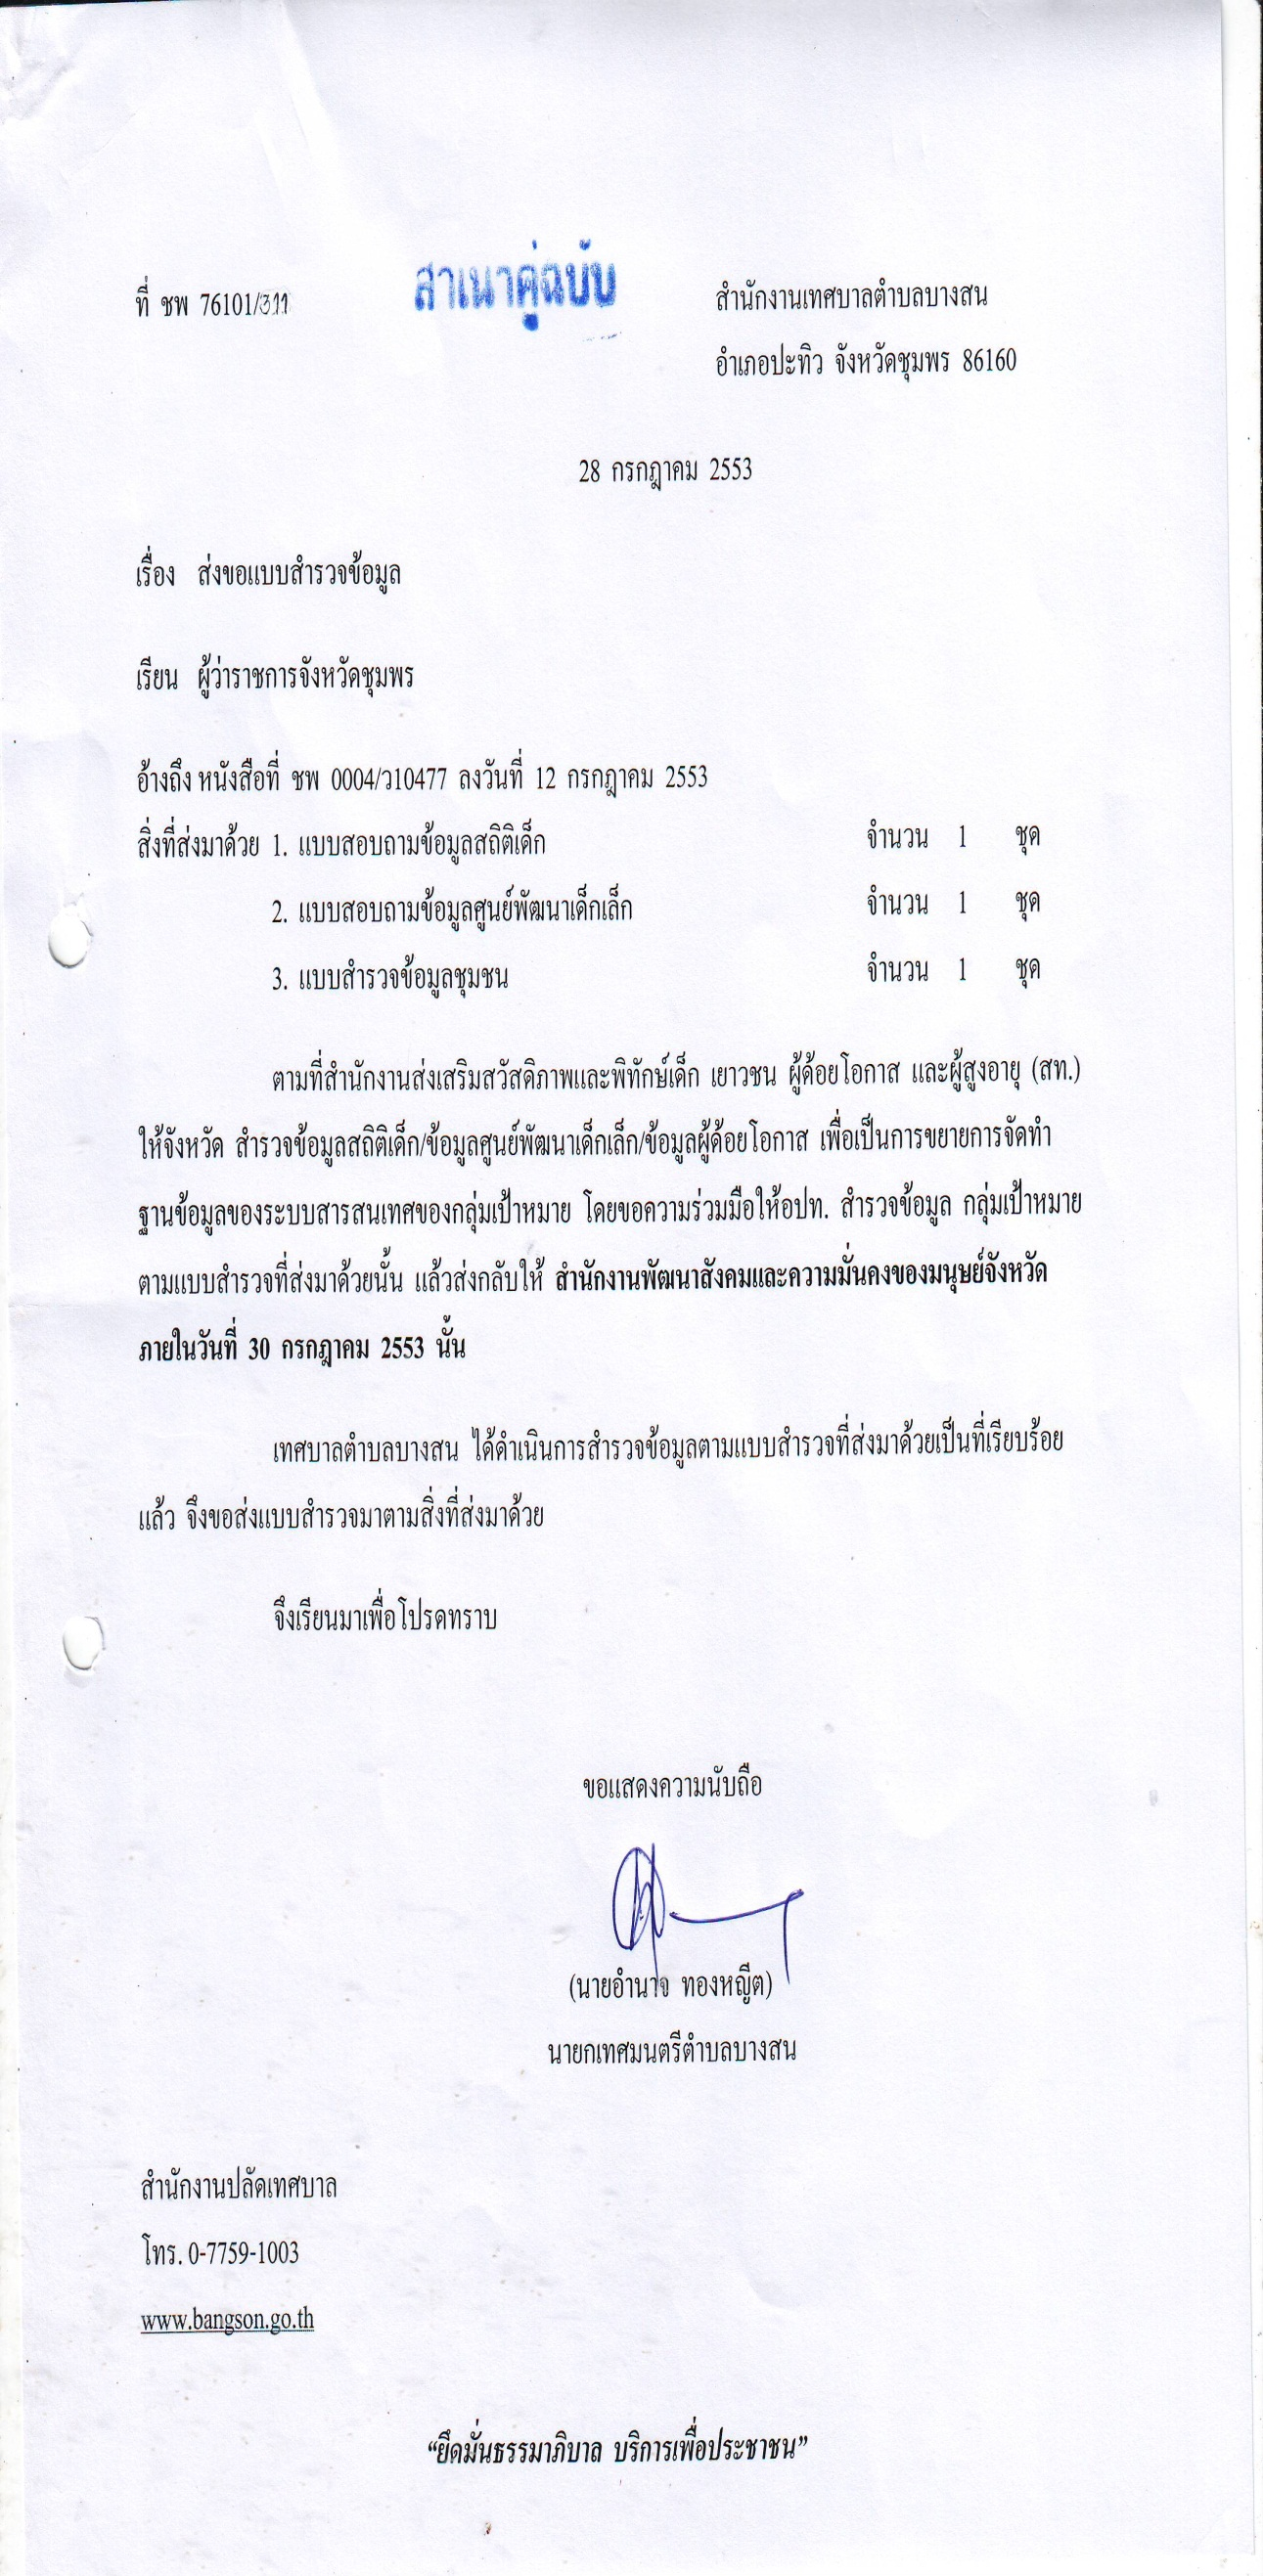 สำเนาคู่ฉบับ
ที่ ชพ 76101/311
สำนักงานเทศบาลตำบลบางสน
อำเภอปะทิว จังหวัดชุมพร 86160
28 กรกฎาคม 2553
เรื่อง ส่งขอแบบสำรวจข้อมูล
เรียน ผู้ว่าราชการจังหวัดชุมพร
อ้างถึง หนังสือที่ ชพ 0004/ว10477 ลงวันที่ 12 กรกฎาคม 2553
สิ่งที่ส่งมาด้วย 1. แบบสอบถามข้อมูลสถิติเด็ก จำนวน 1 ชุด
2. แบบสอบถามข้อมูลศูนย์พัฒนาเด็กเล็ก จำนวน 1 ชุด
3. แบบสำรวจข้อมูลชุมชน จำนวน 1 ชุด
ตามที่สำนักงานส่งเสริมสวัสดิภาพและพิทักษ์เด็ก เยาวชน ผู้ด้อยโอกาส และผู้สูงอายุ (สท.)
ให้จังหวัด สำรวจข้อมูลสถิติเด็ก/ข้อมูลศูนย์พัฒนาเด็กเล็ก/ข้อมูลผู้ด้อยโอกาส เพื่อเป็นการขยายการจัดทำ
ฐานข้อมูลของระบบสารสนเทศของกลุ่มเป้าหมาย โดยขอความร่วมมือให้อปท. สำรวจข้อมูล กลุ่มเป้าหมาย
ตามแบบสำรวจที่ส่งมาด้วยนั้น แล้วส่งกลับให้ สำนักงานพัฒนาสังคมและความมั่นคงของมนุษย์จังหวัด
ภายในวันที่ 30 กรกฎาคม 2553 นั้น
เทศบาลตำบลบางสน ได้ดำเนินการสำรวจข้อมูลตามแบบสำรวจที่ส่งมาด้วยเป็นที่เรียบร้อย
แล้ว จึงขอส่งแบบสำรวจมาตามสิ่งที่ส่งมาด้วย
จึงเรียนมาเพื่อโปรดทราบ
ขอแสดงความนับถือ
(นายอำนาจ ทองหญีต)
นายกเทศมนตรีตำบลบางสน
สำนักงานปลัดเทศบาล
โทร. 0-7759-1003
www.bangson.go.th
“ยึดมั่นธรรมาภิบาล บริการเพื่อประชาชน”